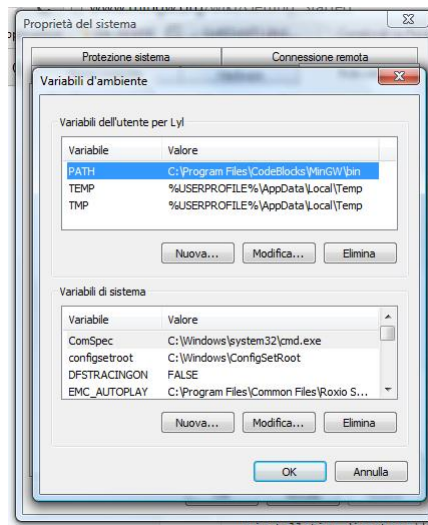 Proprietà del sistema
Protezione sistema Connessione remota
Variabili d'ambiente
Variabili dell'utente per Lyl
Variabile Valore
PATH C:\Program Files\CodeBlocks\MinGW\bin
TEMP %USERPROFILE%\AppData\Local\Temp
TMP %USERPROFILE%\AppData\Local\Temp
Nuova... Modifica... Elimina
Variabili di sistema
Variabile Valore
ComSpec C:\Windows\system32\cmd.exe
configsetroot C:\Windows\ConfigSetRoot
DFSTRACINGON FALSE
EMC_AUTOPLAY C:\Program Files\Common Files\Roxio S...
Nuova... Modifica... Elimina
OK Annulla